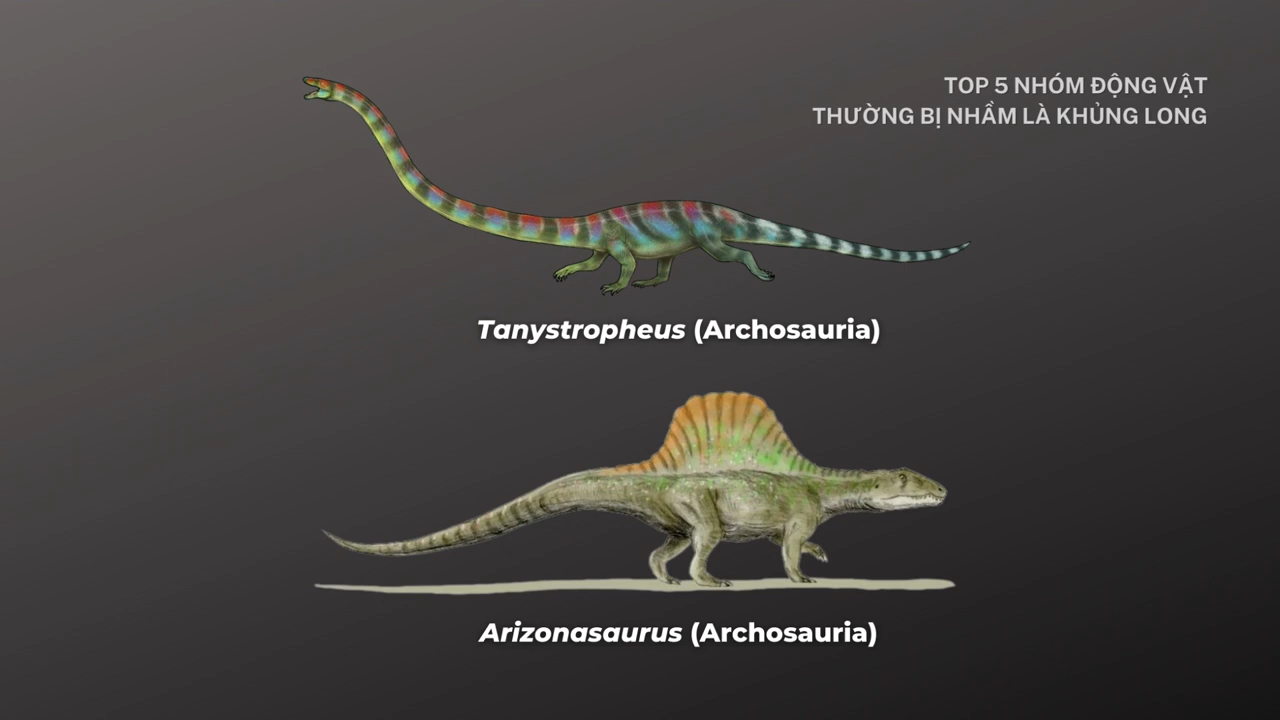 TOP 5 NHÓM ĐỘNG VẬT
THƯỜNG BỊ NHẦM LÀ KHỦNG LONG
Tanystropheus (Archosauria)
Arizonasaurus (Archosauria)